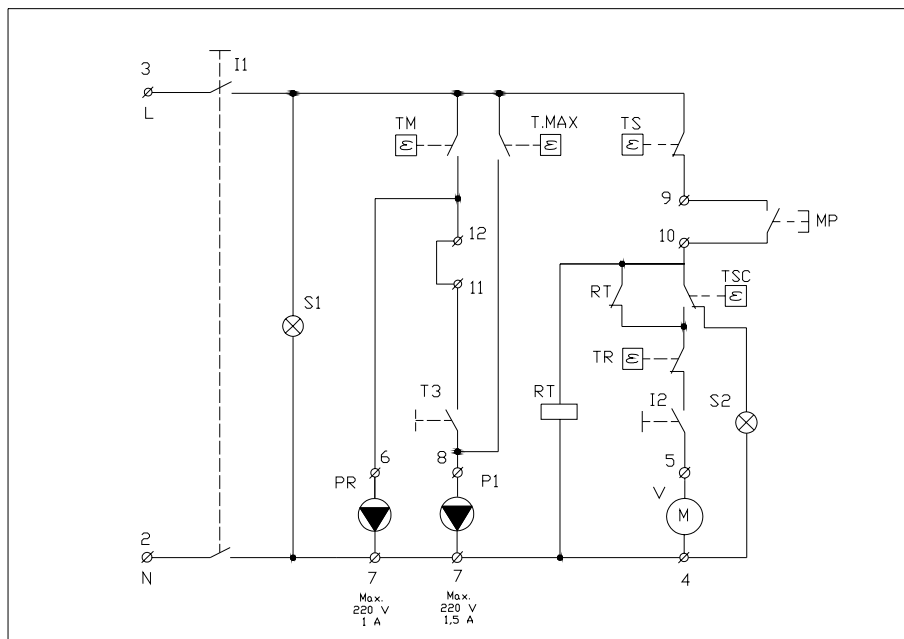 3
I1
L
TM
T.MAX
TS
9
MP
12
10
TSC
11
RT
S1
TR
T3
RT
I2
S2
6
8
5
PR
P1
V
M
2
N
7
7
4
Max.
220 V
1 A
Max.
220 V
1,5 A